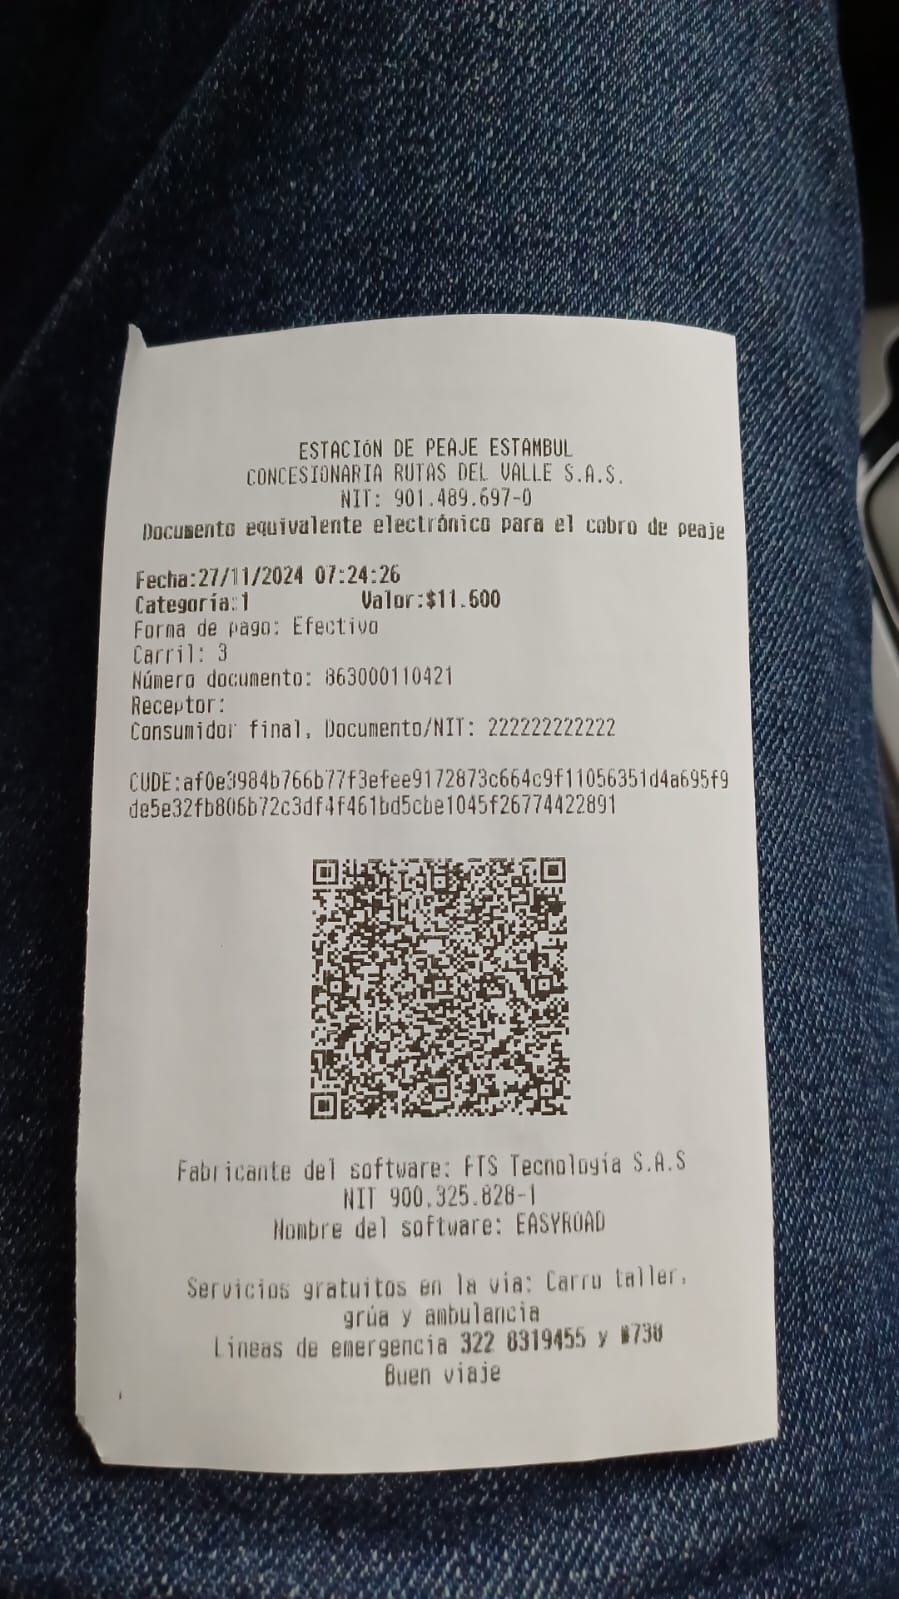 ESTACIÓN DE PEAJE ESTAMBUL
CONCESIONARIA RUTAS DEL VALLE S.A.S.
NIT: 901.489.697-0
Documento equivalente electrónico para el cobro de peaje
Fecha:27/11/2024 07:24:26
Categoría:1 Valor:$11.600
Forma de pago: Efectivo
Carril: 3
Número documento: 863000110421
Receptor:
Consumidor final, Documento/NIT: 222222222222
CUDE:af0e3984b766b77f3efee9172873c664c9f11056351d4a695f9
de5e32fb806b72c3df4f461bd5cbe1045f26774422891
Fabricante del software: FTS Tecnología S.A.S
NIT 900.325.828-1
Nombre del software: EASYROAD
Servicios gratuitos en la via: Carro taller,
grúa y ambulancia
Lineas de emergencia 322 8319455 y #738
Buen viaje